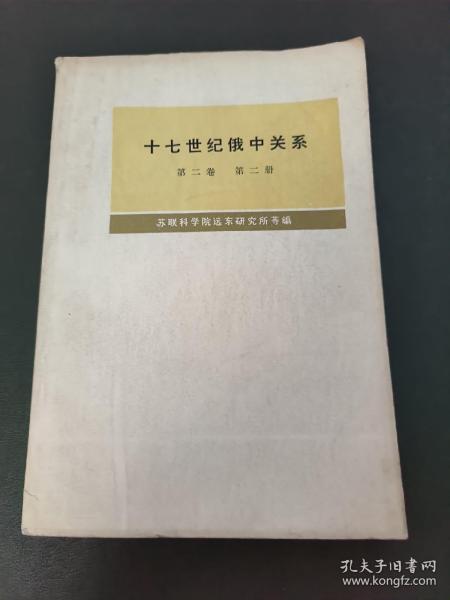 十七世纪俄中关系
第二卷 第二册
苏联科学院远东研究所等编
孔夫子旧书网
www.kongfz.com